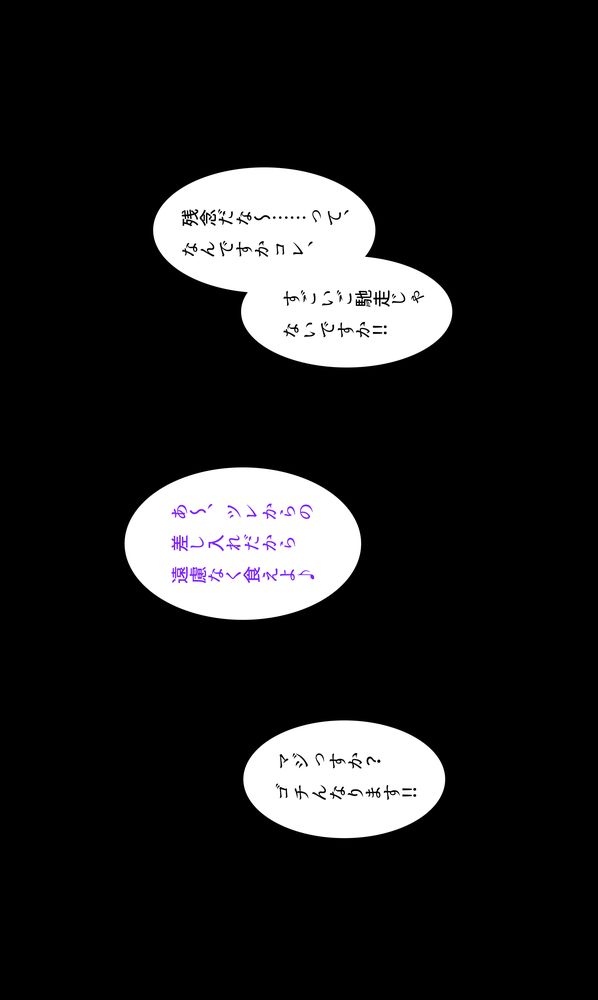 残念だな～……って、
なんですかコレ、
すごいご馳走じゃ
ないですか!!
あ～、ツレからの
差し入れだから
遠慮なく食えよ♪
マジっすか？
ゴチんなります!!